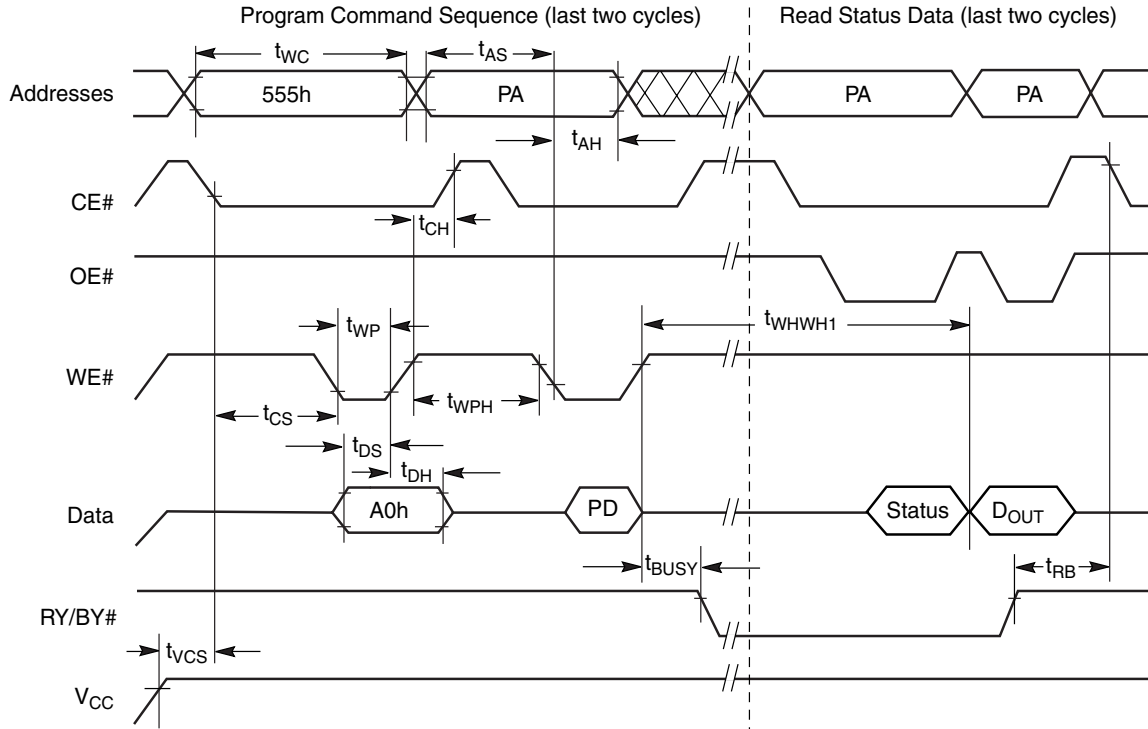 Program Command Sequence (last two cycles)
Read Status Data (last two cycles)
tWC
tAS
Addresses
555h
PA
PA
PA
tAH
CE#
tCH
OE#
tWP
tWHWH1
WE#
tCS
tWPH
tDS
tDH
Data
A0h
PD
Status
DOUT
tBUSY
tRB
RY/BY#
tVCS
VCC